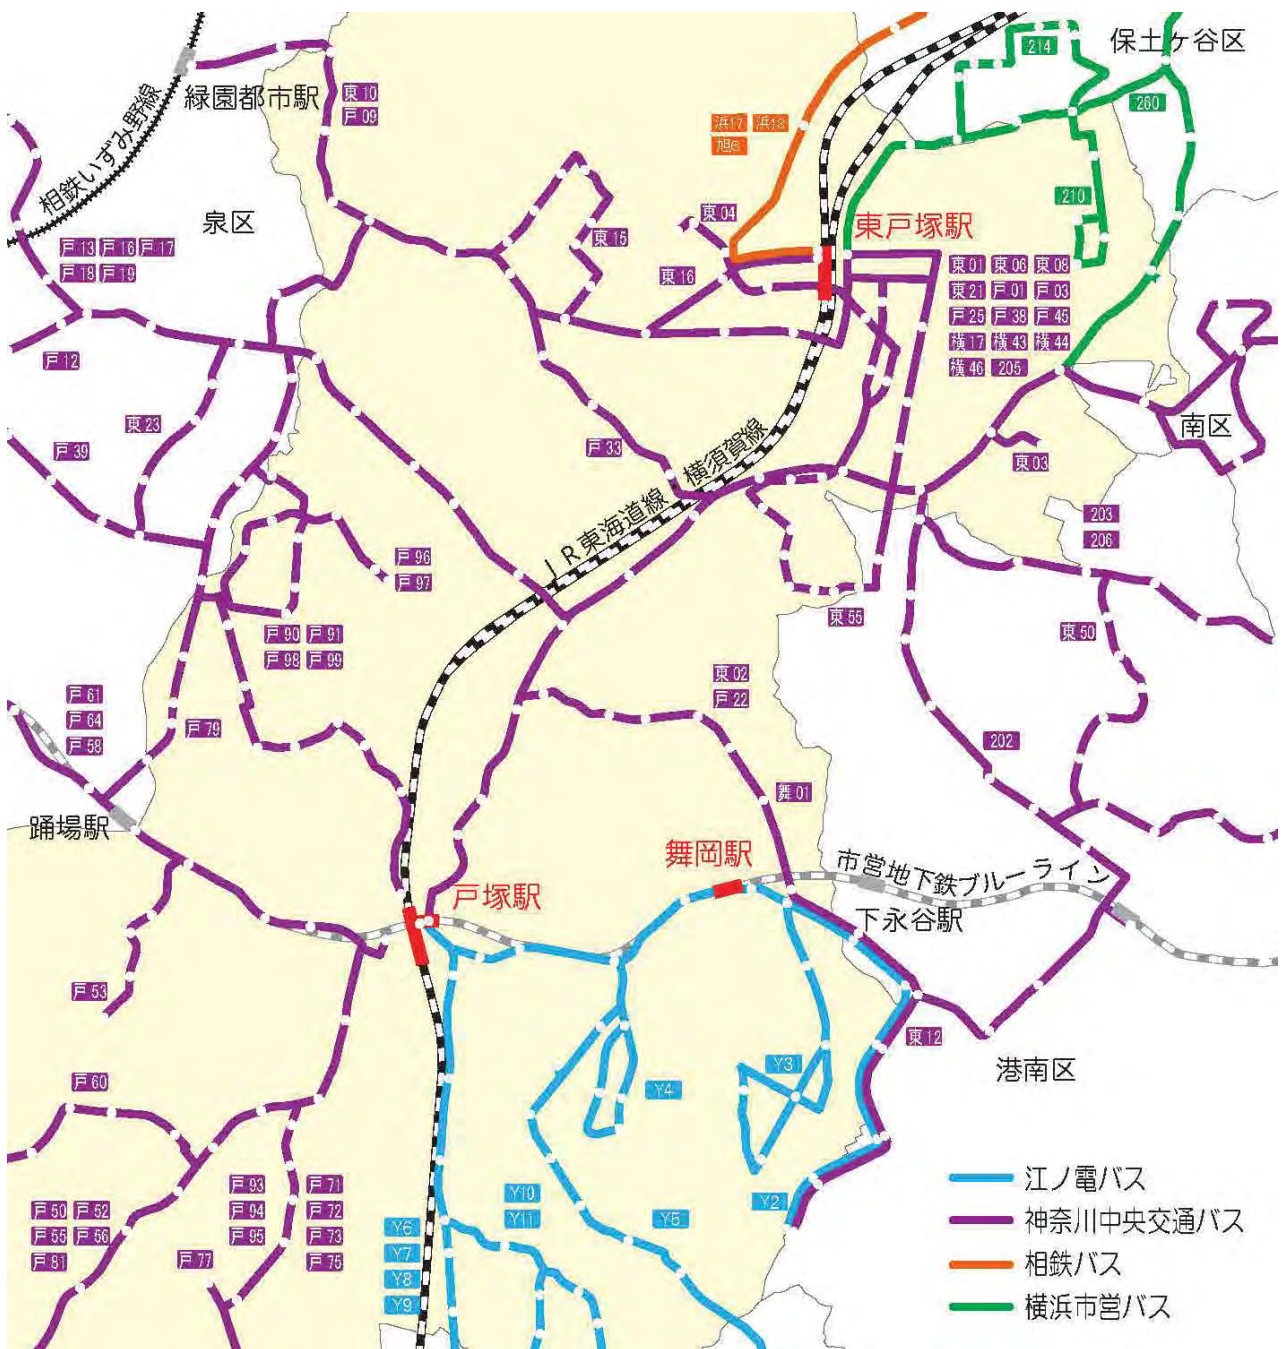 保土ヶ谷区
214
260
緑園都市駅
東10
戸09
浜17 浜18
旭6
相鉄いずみ野線
泉区
210
東04
東戸塚駅
東15
戸13 戸16 戸17
戸18 戸19
東16
東01 東06 東08
東21 戸01 戸03
戸25 戸38 戸45
横17 横43 横44
横46 205
戸12
東23
南区
戸39
戸33
横須賀線
東03
JR東海道線
203
206
戸96
戸97
東55
東50
戸90 戸91
戸98 戸99
東02
戸22
戸61
戸64
戸58
戸79
202
舞01
踊場駅
舞岡駅
市営地下鉄ブルーライン
戸塚駅
下永谷駅
戸53
東12
港南区
戸60
Y3
Y4
江ノ電バス
戸93
戸94
戸95
戸71
戸72
戸73
戸75
Y10
Y11
Y2
戸50 戸52
戸55 戸56
戸81
Y5
神奈川中央交通バス
Y6
Y7
Y8
Y9
戸77
相鉄バス
横浜市営バス